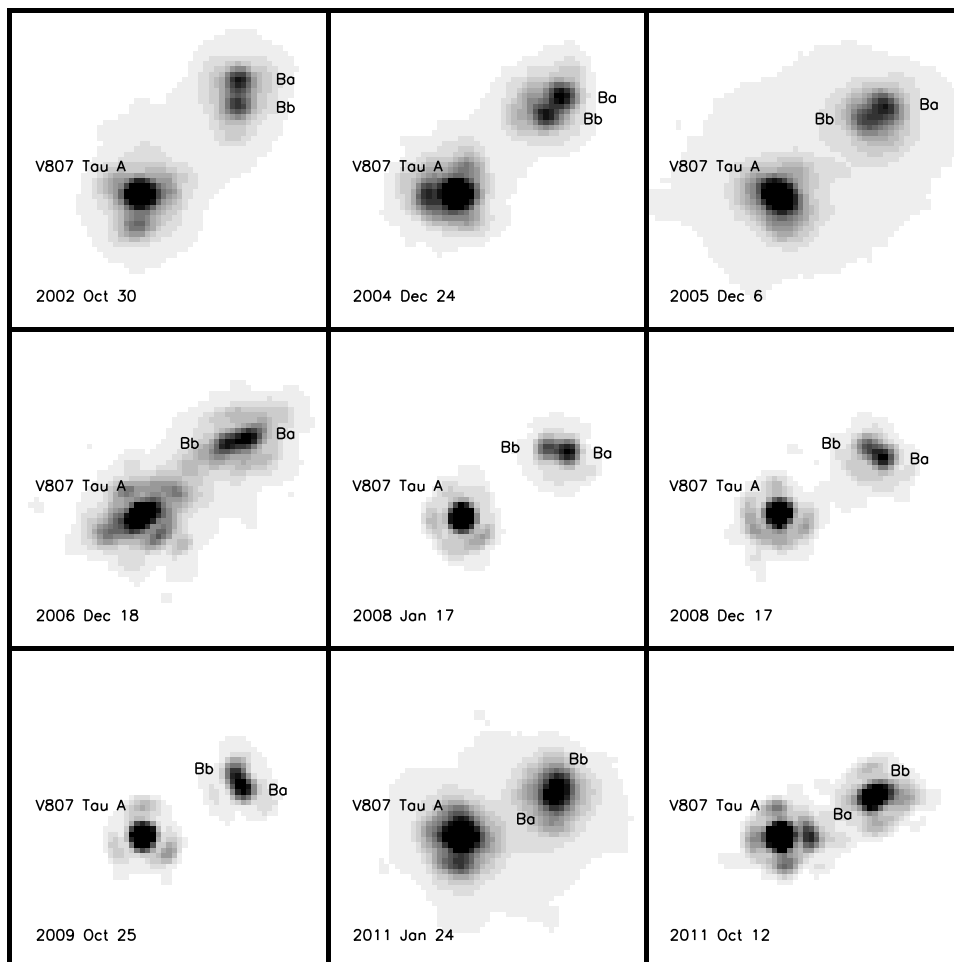 Ba
Bb
V807 Tau A
2002 Oct 30
Ba
Bb
V807 Tau A
2004 Dec 24
Ba
Bb
V807 Tau A
2005 Dec 6
Ba
Bb
V807 Tau A
2006 Dec 18
Bb
Ba
V807 Tau A
2008 Jan 17
Bb
Ba
V807 Tau A
2008 Dec 17
Bb
Ba
V807 Tau A
2009 Oct 25
Bb
V807 Tau A
Ba
2011 Jan 24
Bb
V807 Tau A
Ba
2011 Oct 12